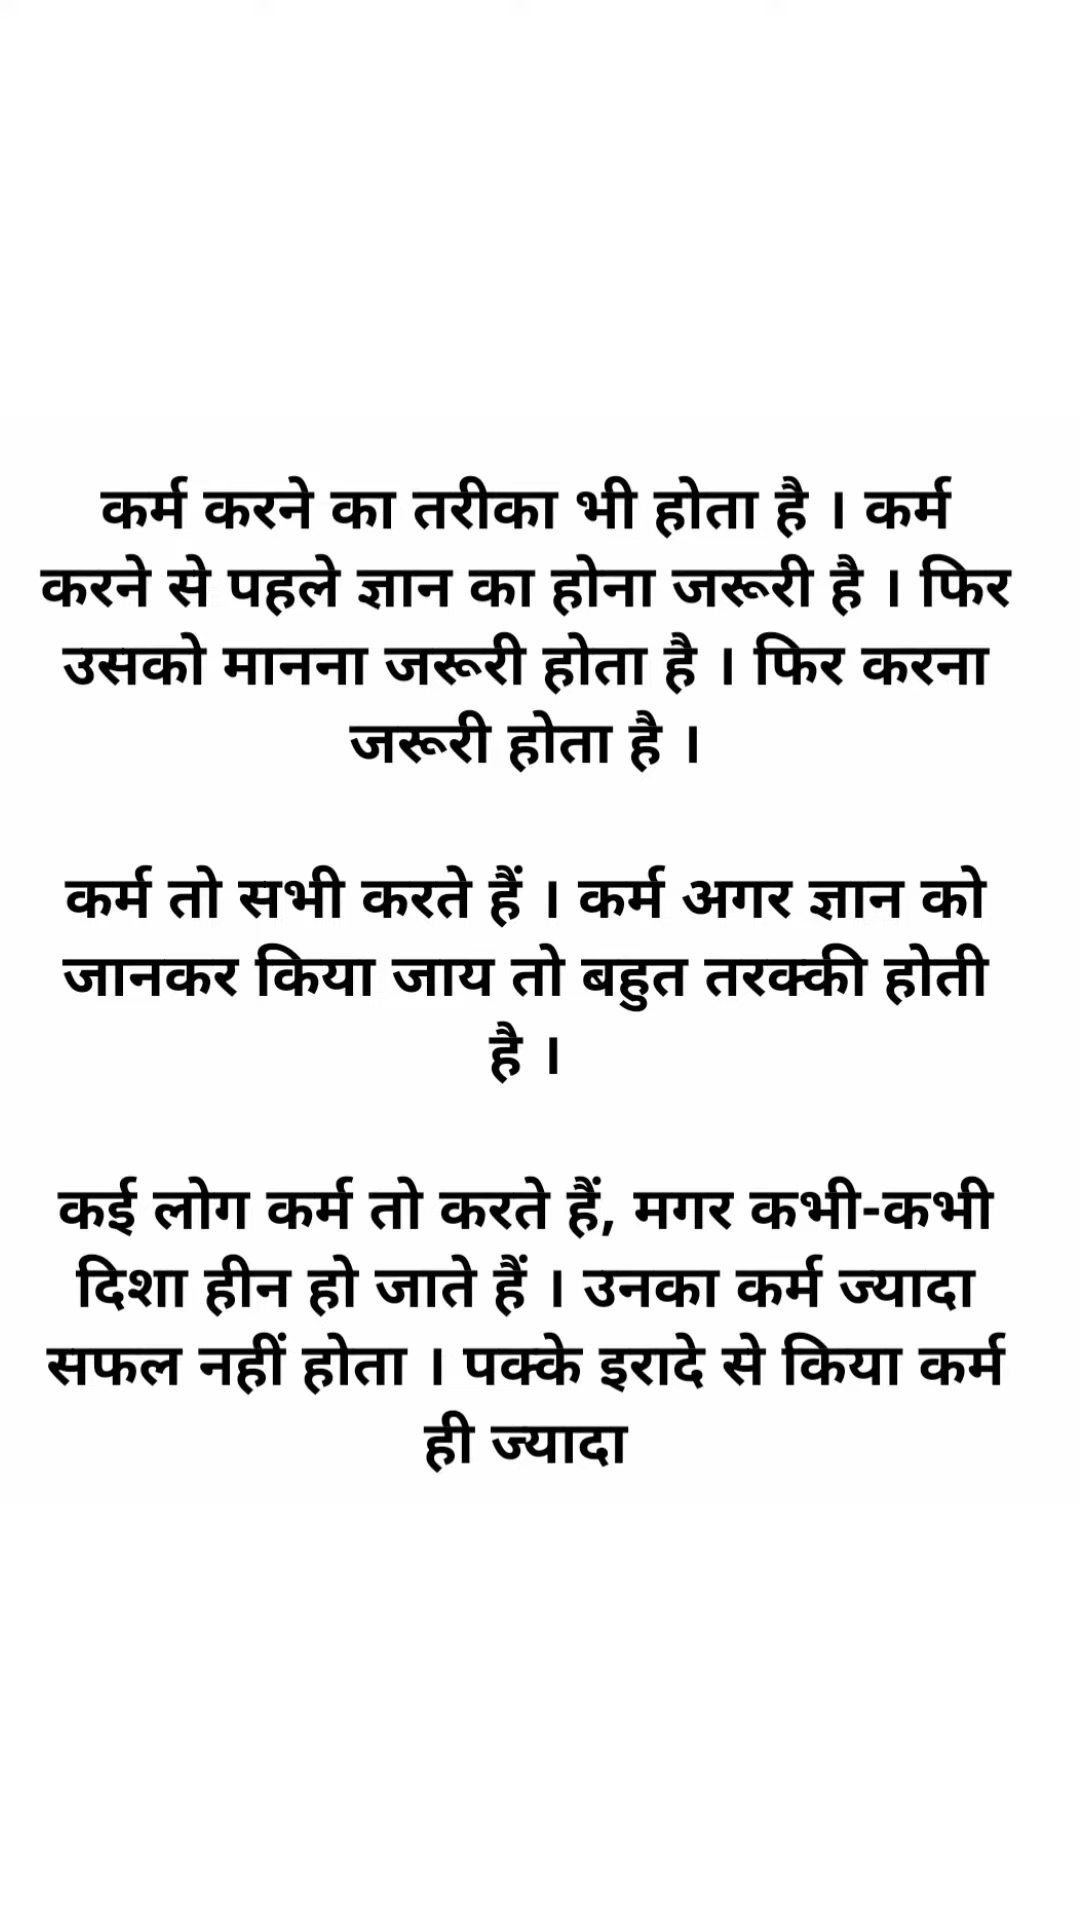 कर्म करने का तरीका भी होता है । कर्म
करने से पहले ज्ञान का होना जरूरी है । फिर
उसको मानना जरूरी होता है । फिर करना
जरूरी होता है ।
कर्म तो सभी करते हैं । कर्म अगर ज्ञान को
जानकर किया जाय तो बहुत तरक्की होती
है ।
कई लोग कर्म तो करते हैं, मगर कभी-कभी
दिशा हीन हो जाते हैं । उनका कर्म ज्यादा
सफल नहीं होता । पक्के इरादे से किया कर्म
ही ज्यादा